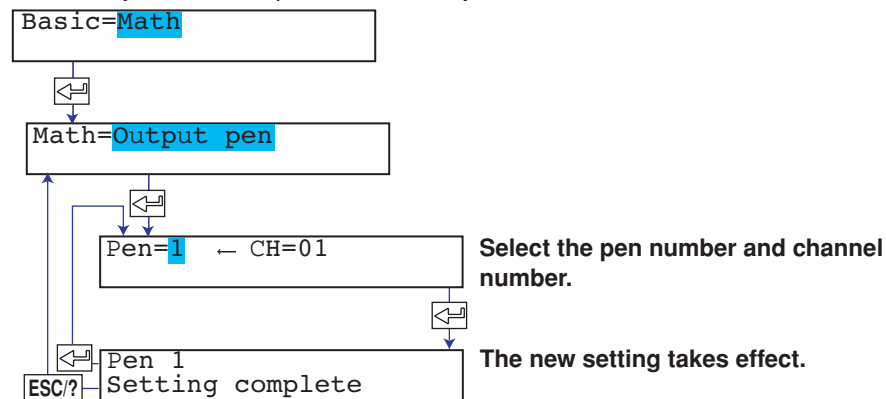 Basic=Math
Math=Output pen
Pen=1 ← CH=01
Select the pen number and channel
number.
Pen 1
Setting complete
The new setting takes effect.
ESC/?